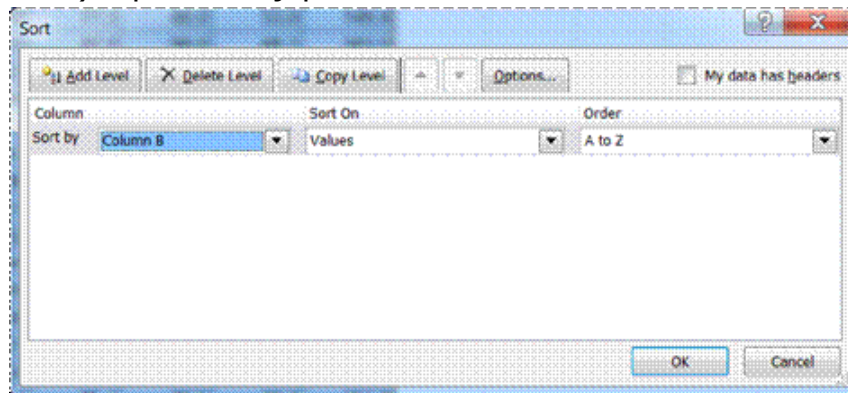 Sort
Add Level Delete Level Copy Level Options... My data has headers
Column Sort On Order
Sort by Column B Values A to Z
OK Cancel